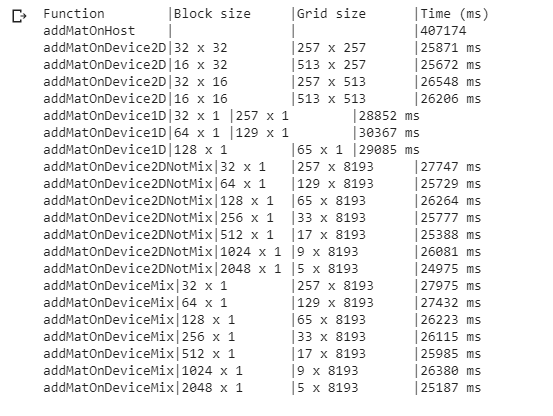 Function        |Block size     |Grid size      |Time (ms)
addMatOnHost    |               |               |407174
addMatOnDevice2D|32 x 32        |257 x 257      |25871 ms
addMatOnDevice2D|16 x 32        |513 x 257      |25672 ms
addMatOnDevice2D|32 x 16        |257 x 513      |26548 ms
addMatOnDevice2D|16 x 16        |513 x 513      |26206 ms
addMatOnDevice1D|32 x 1 |257 x 1        |28852 ms
addMatOnDevice1D|64 x 1 |129 x 1        |30367 ms
addMatOnDevice1D|128 x 1        |65 x 1 |29085 ms
addMatOnDevice2DNotMix|32 x 1   |257 x 8193     |27747 ms
addMatOnDevice2DNotMix|64 x 1   |129 x 8193     |25729 ms
addMatOnDevice2DNotMix|128 x 1  |65 x 8193      |26264 ms
addMatOnDevice2DNotMix|256 x 1  |33 x 8193      |25777 ms
addMatOnDevice2DNotMix|512 x 1  |17 x 8193      |25388 ms
addMatOnDevice2DNotMix|1024 x 1 |9 x 8193       |26081 ms
addMatOnDevice2DNotMix|2048 x 1 |5 x 8193       |24975 ms
addMatOnDeviceMix|32 x 1        |257 x 8193     |27975 ms
addMatOnDeviceMix|64 x 1        |129 x 8193     |27432 ms
addMatOnDeviceMix|128 x 1       |65 x 8193      |26223 ms
addMatOnDeviceMix|256 x 1       |33 x 8193      |26115 ms
addMatOnDeviceMix|512 x 1       |17 x 8193      |25985 ms
addMatOnDeviceMix|1024 x 1      |9 x 8193       |26380 ms
addMatOnDeviceMix|2048 x 1      |5 x 8193       |25187 ms